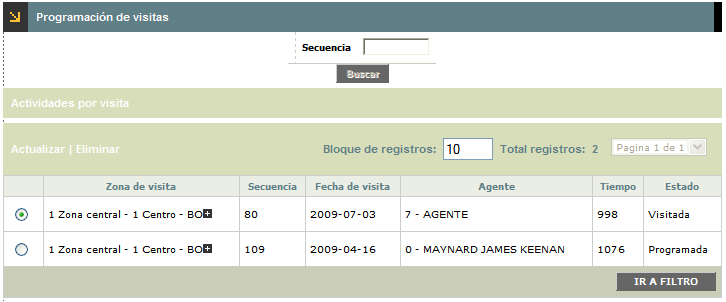 Programación de visitas
Secuencia
Buscar
Actividades por visita
Actualizar | Eliminar Bloque de registros: 10 Total registros: 2 Pagina 1 de 1
Zona de visita Secuencia Fecha de visita Agente Tiempo Estado
1 Zona central - 1 Centro - BO 80 2009-07-03 7 - AGENTE 998 Visitada
1 Zona central - 1 Centro - BO 109 2009-04-16 0 - MAYNARD JAMES KEENAN 1076 Programada
IR A FILTRO